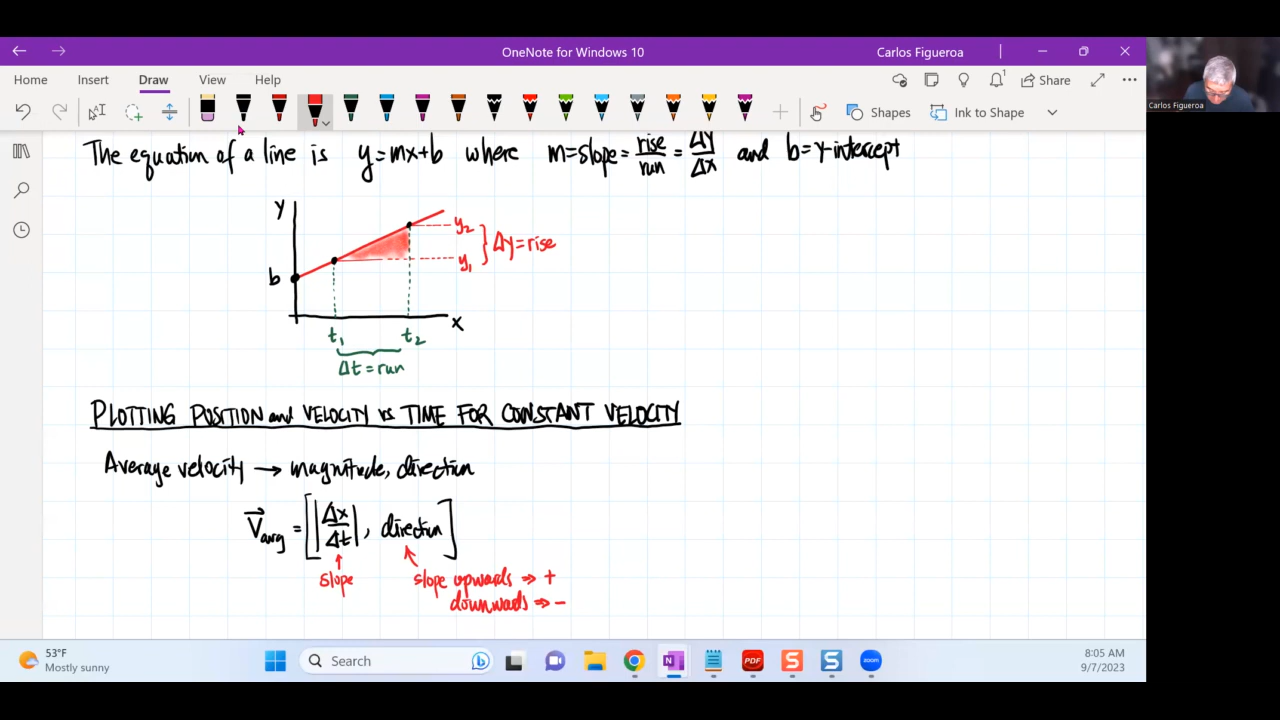 OneNote for Windows 10
Carlos Figueroa
Home Insert Draw View Help
Share
Shapes Ink to Shape
Carlos Figueroa
The equation of a line is y=mx+b where m=slope=rise/run=Δy/Δx and b=Y-intercept
Y
y₂
Δy=rise
y₁
b
x
t₁ t₂
Δt=run
PLOTTING POSITION and VELOCITY vs TIME FOR CONSTANT VELOCITY
Average velocity → magnitude, direction
V⃗avg = [|Δx/Δt|, direction]
slope
slope upwards ⇒ +
downwads ⇒ −
53°F
Mostly sunny
Search
PDF
zoom
8:05 AM
9/7/2023